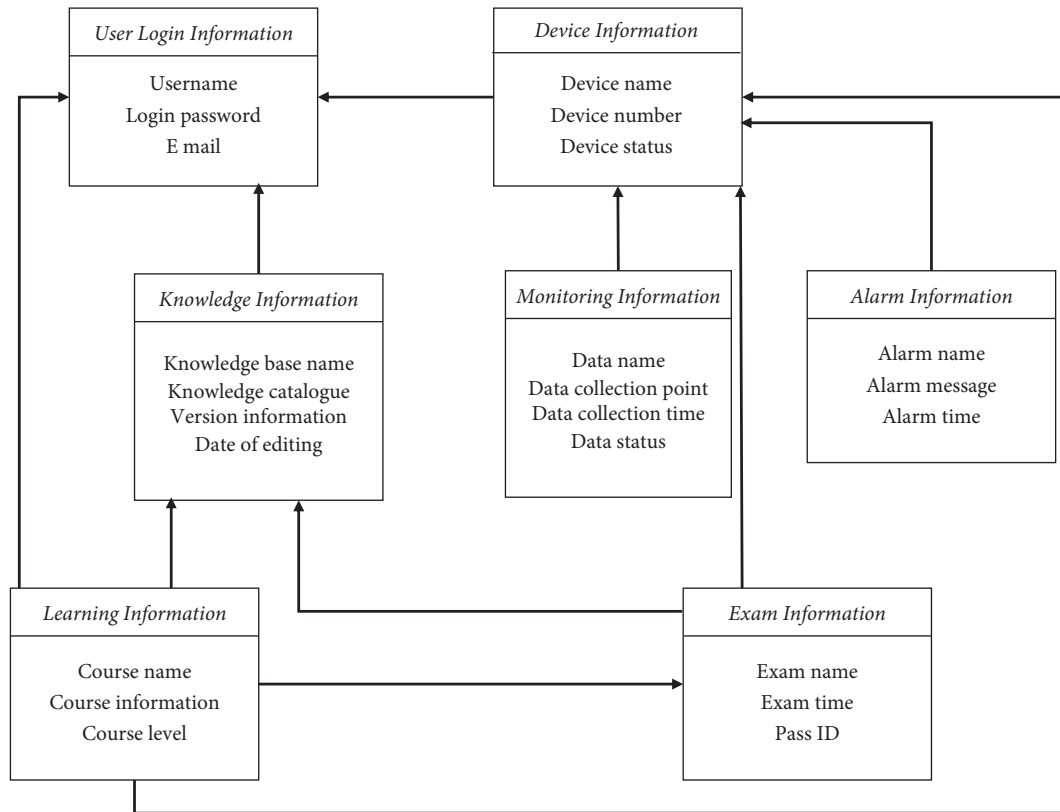 User Login Information
Username
Login password
E mail
Device Information
Device name
Device number
Device status
Knowledge Information
Knowledge base name
Knowledge catalogue
Version information
Date of editing
Monitoring Information
Data name
Data collection point
Data collection time
Data status
Alarm Information
Alarm name
Alarm message
Alarm time
Learning Information
Course name
Course information
Course level
Exam Information
Exam name
Exam time
Pass ID